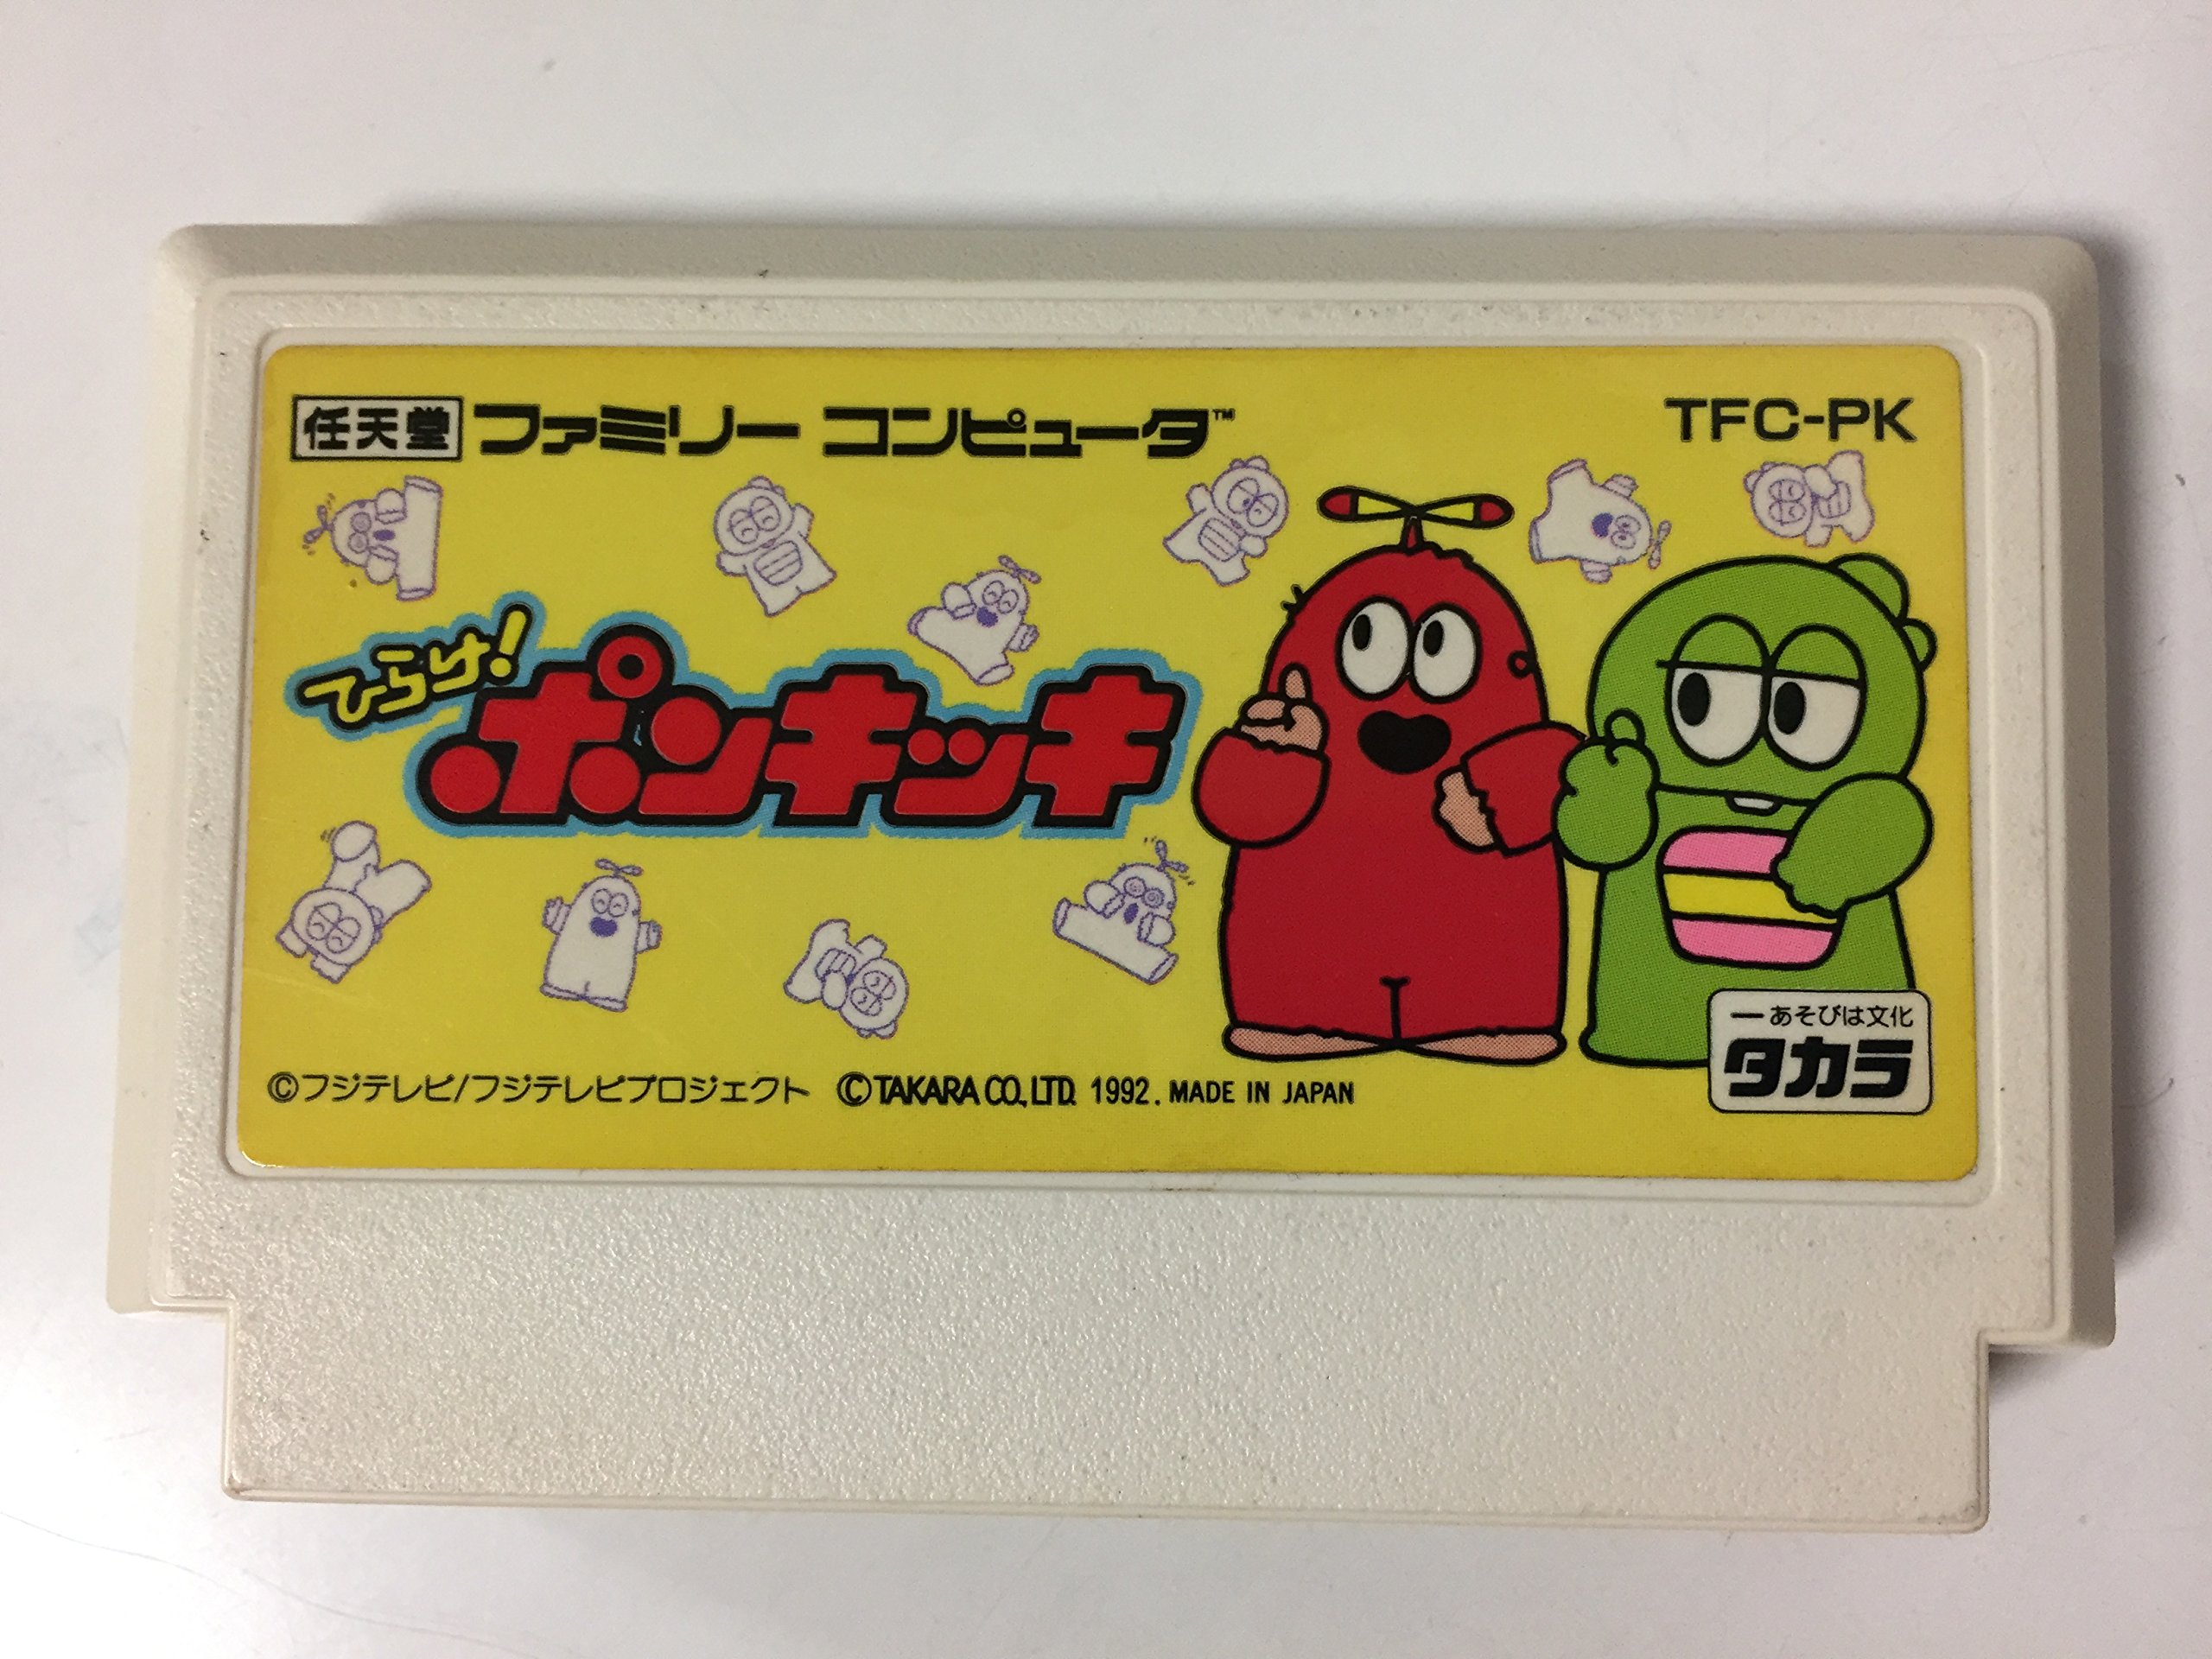 任天堂 ファミリー コンピュータ™
TFC-PK
ひらけ!
ポンキッキ
ーあそびは文化
タカラ
©フジテレビ/フジテレビプロジェクト ©TAKARA CO., LTD. 1992. MADE IN JAPAN